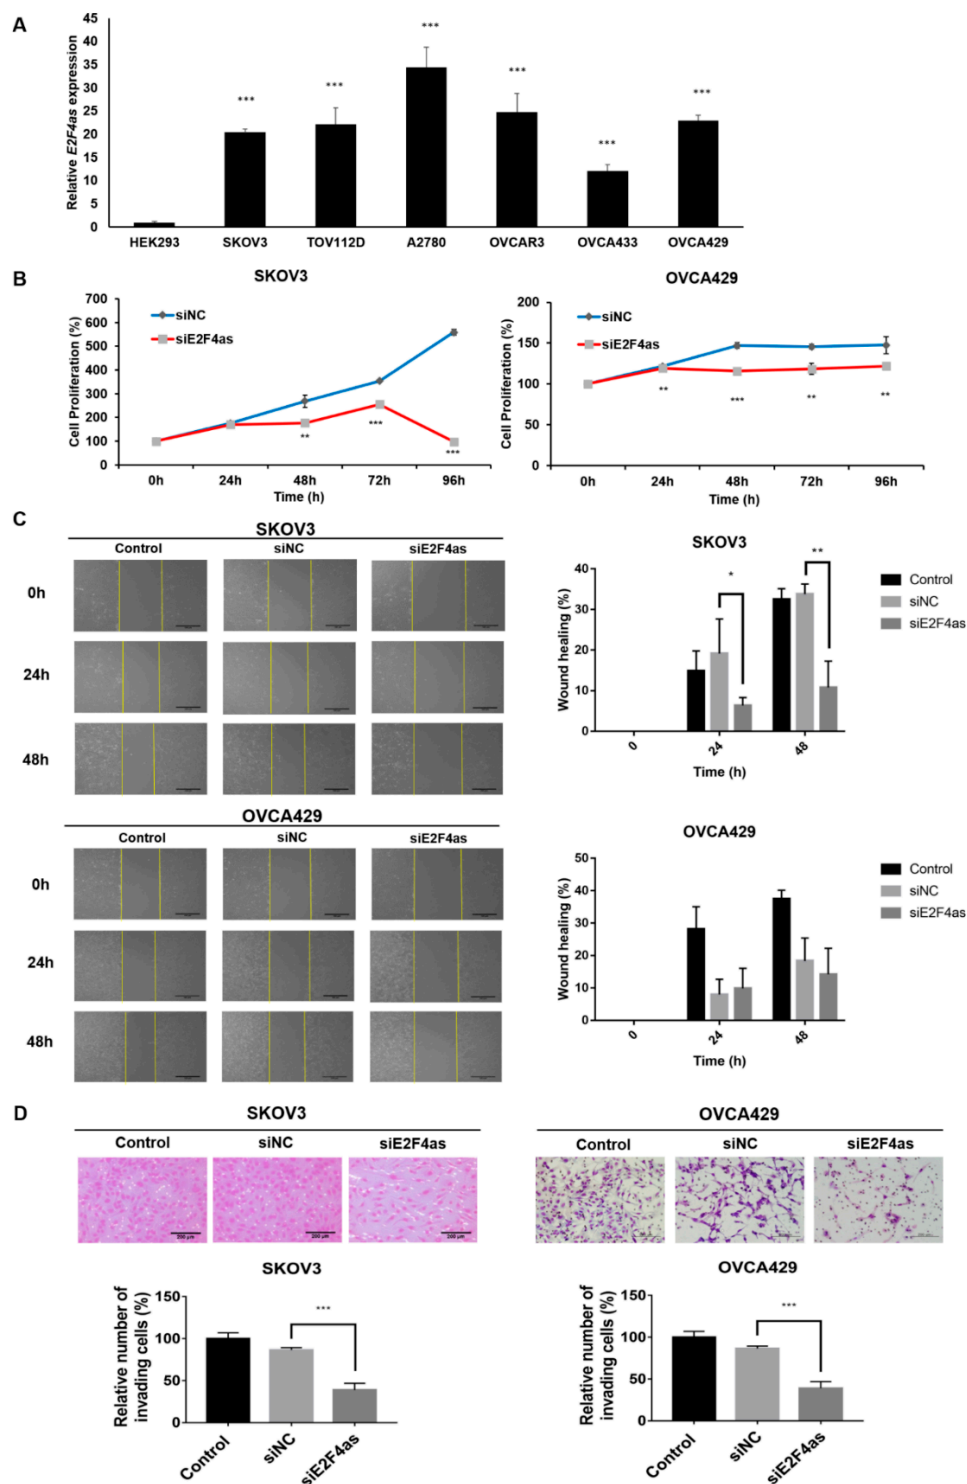 A
Relative E2F4as expression
45
40
35
30
25
20
15
10
5
0
*** *** *** *** *** ***
HEK293 SKOV3 TOV112D A2780 OVCAR3 OVCA433 OVCA429
B
SKOV3
Cell Proliferation (%)
700
600
500
400
300
200
100
0
siNC
siE2F4as
** *** ***
0h 24h 48h 72h 96h
Time (h)
OVCA429
Cell Proliferation (%)
200
150
100
50
0
siNC
siE2F4as
** *** ** **
0h 24h 48h 72h 96h
Time (h)
C
SKOV3
Control siNC siE2F4as
0h
24h
48h
SKOV3
Wound healing (%)
40
30
20
10
0
* **
0 24 48
Time (h)
Control
siNC
siE2F4as
OVCA429
Control siNC siE2F4as
0h
24h
48h
OVCA429
Wound healing (%)
50
40
30
20
10
0
0 24 48
Time (h)
Control
siNC
siE2F4as
D
SKOV3
Control siNC siE2F4as
200 μm 200 μm 200 μm
OVCA429
Control siNC siE2F4as
SKOV3
Relative number of
invading cells (%)
150
100
50
0
***
Control siNC siE2F4as
OVCA429
Relative number of
invading cells (%)
150
100
50
0
***
Control siNC siE2F4as